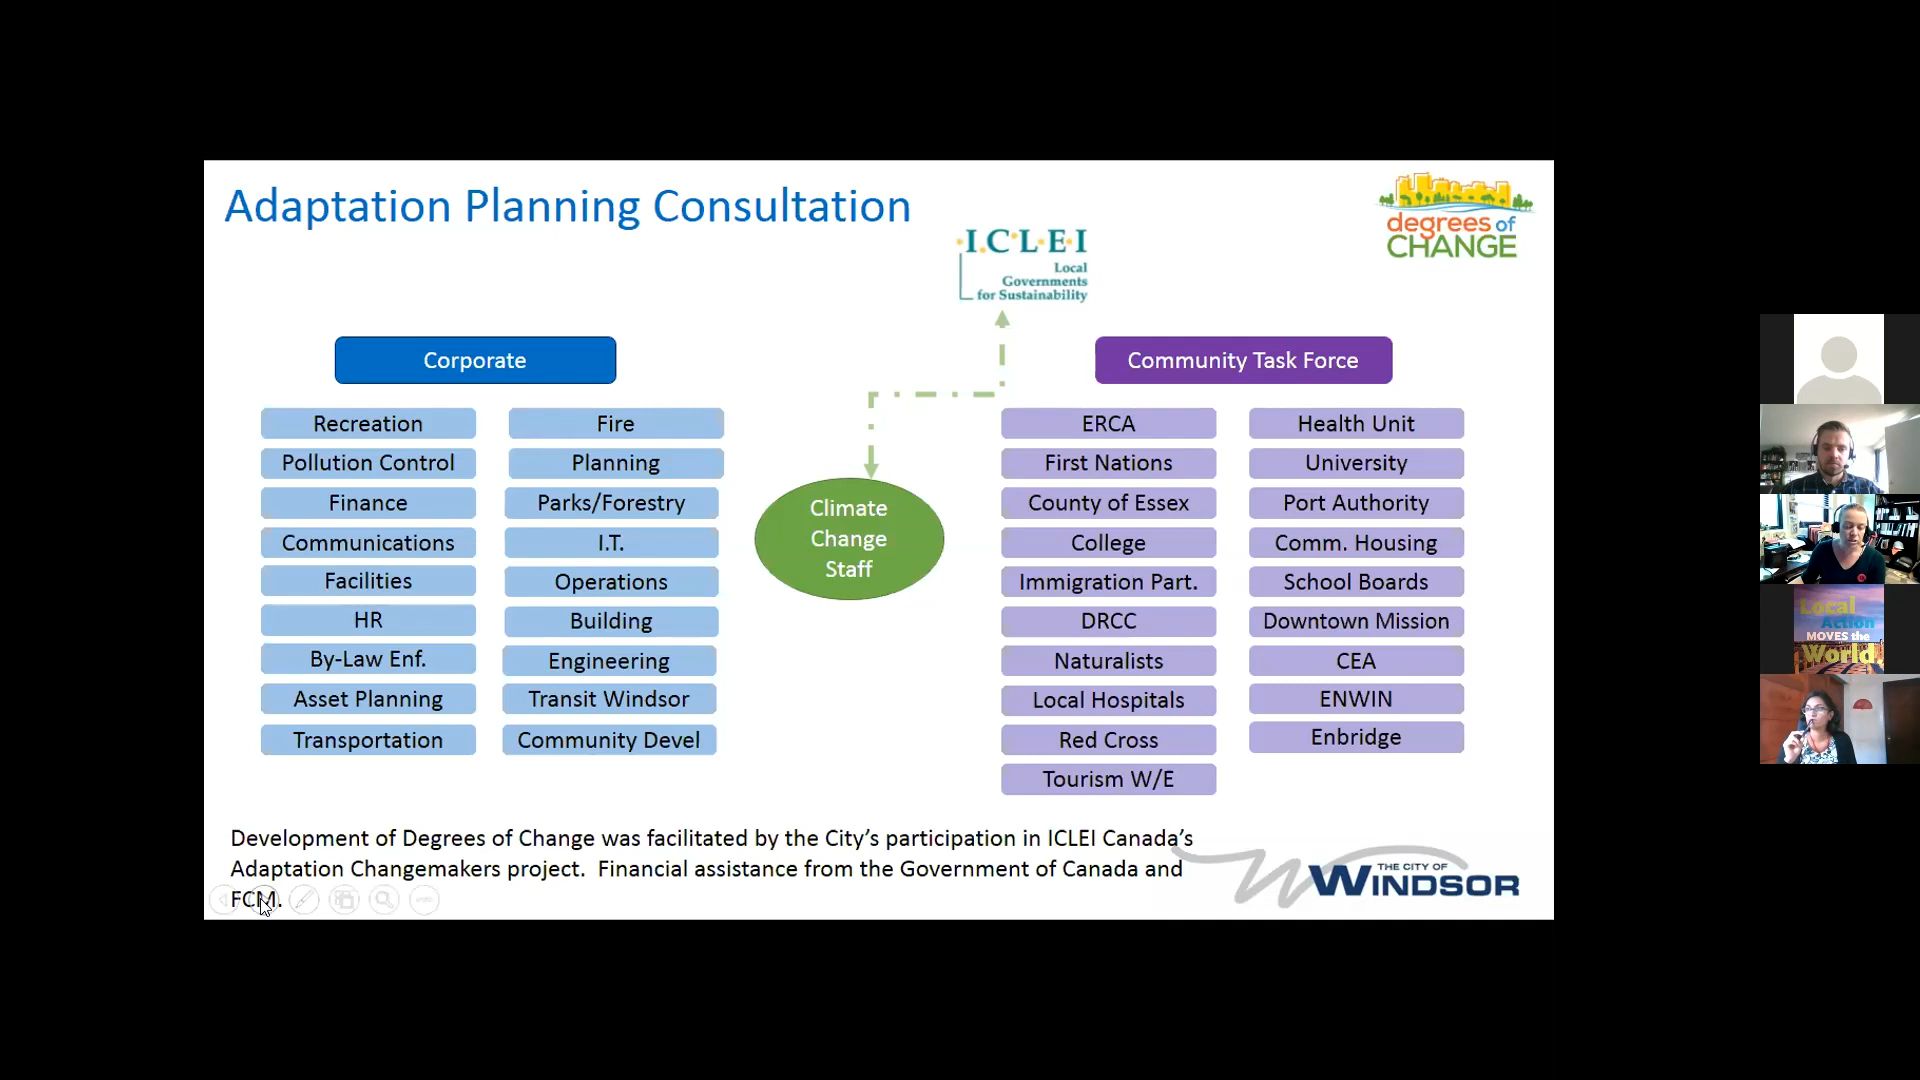 Adaptation Planning Consultation
degrees of
CHANGE
I.C.L.E.I
Local
Governments
for Sustainability
Corporate
Community Task Force
Recreation
Fire
Pollution Control
Planning
Finance
Parks/Forestry
Communications
I.T.
Facilities
Operations
HR
Building
By-Law Enf.
Engineering
Asset Planning
Transit Windsor
Transportation
Community Devel
Climate
Change
Staff
ERCA
Health Unit
First Nations
University
County of Essex
Port Authority
College
Comm. Housing
Immigration Part.
School Boards
DRCC
Downtown Mission
Naturalists
CEA
Local Hospitals
ENWIN
Red Cross
Enbridge
Tourism W/E
Development of Degrees of Change was facilitated by the City's participation in ICLEI Canada's
Adaptation Changemakers project.  Financial assistance from the Government of Canada and
FCM.
THE CITY OF
WINDSOR
Local
Action
MOVES the
World.